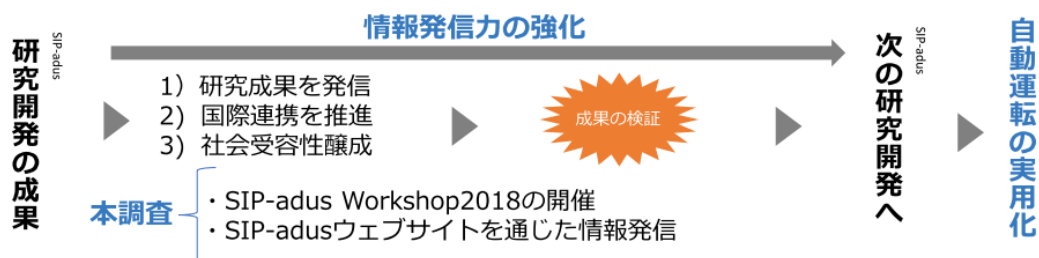 情報発信力の強化
SIP-adus
研究開発の成果
1）研究成果を発信
2）国際連携を推進
3）社会受容性醸成
成果の検証
SIP-adus
次の研究開発へ
自動運転の実用化
本調査
・SIP-adus Workshop2018の開催
・SIP-adusウェブサイトを通じた情報発信